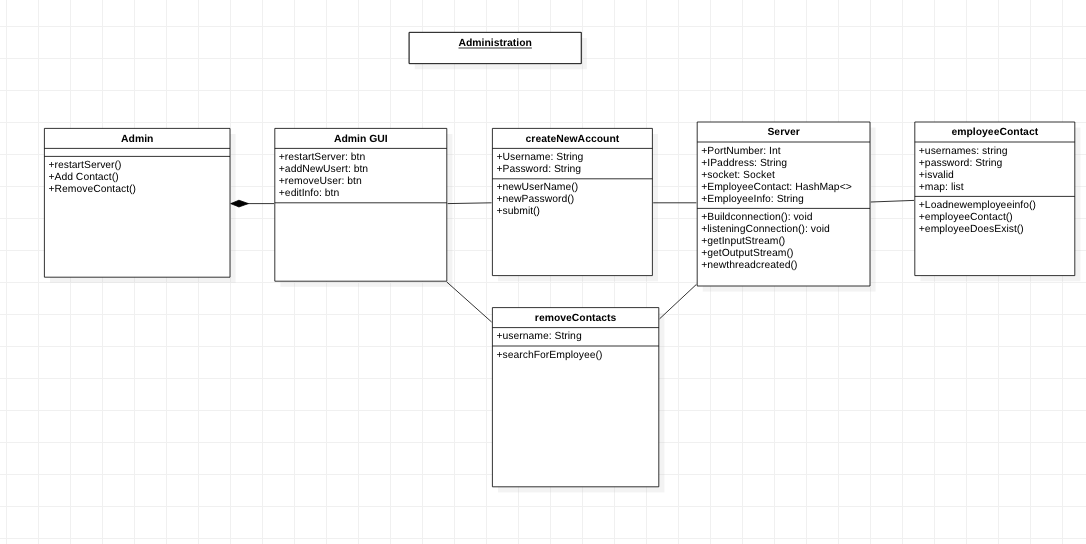 Administration
Admin
+restartServer()
+Add Contact()
+RemoveContact()
Admin GUI
+restartServer: btn
+addNewUsert: btn
+removeUser: btn
+editInfo: btn
createNewAccount
+Username: String
+Password: String
+newUserName()
+newPassword()
+submit()
Server
+PortNumber: Int
+IPaddress: String
+socket: Socket
+EmployeeContact: HashMap<>
+EmployeeInfo: String
+Buildconnection(): void
+listeningConnection(): void
+getInputStream()
+getOutputStream()
+newthreadcreated()
employeeContact
+usernames: string
+password: String
+isvalid
+map: list
+Loadnewemployeeinfo()
+employeeContact()
+employeeDoesExist()
removeContacts
+username: String
+searchForEmployee()